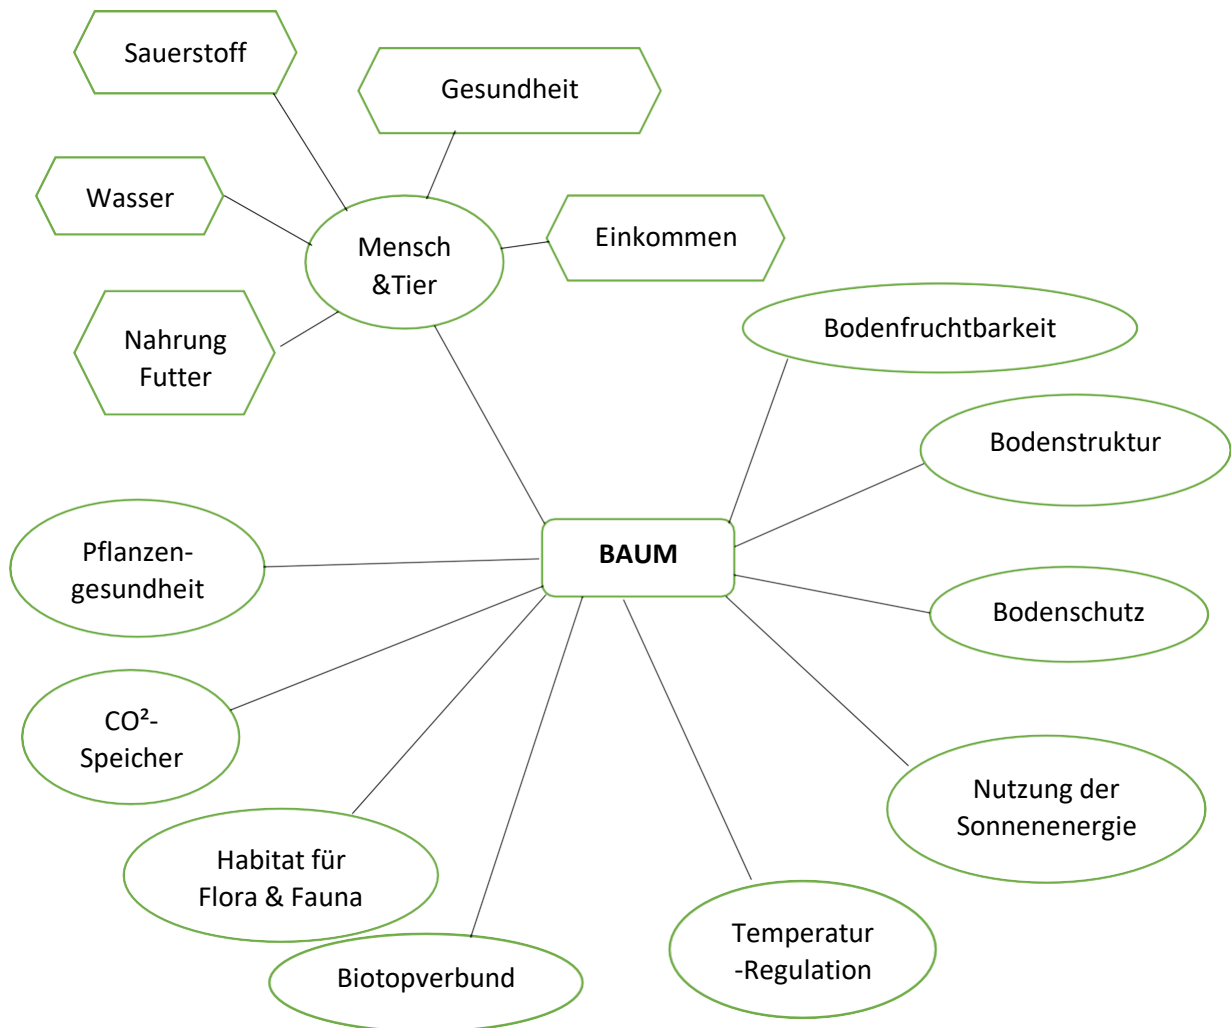 Sauerstoff
Gesundheit
Wasser
Einkommen
Mensch
&Tier
Nahrung
Futter
Bodenfruchtbarkeit
Bodenstruktur
BAUM
Pflanzen-
gesundheit
Bodenschutz
CO²-
Speicher
Nutzung der
Sonnenenergie
Habitat für
Flora & Fauna
Temperatur
-Regulation
Biotopverbund